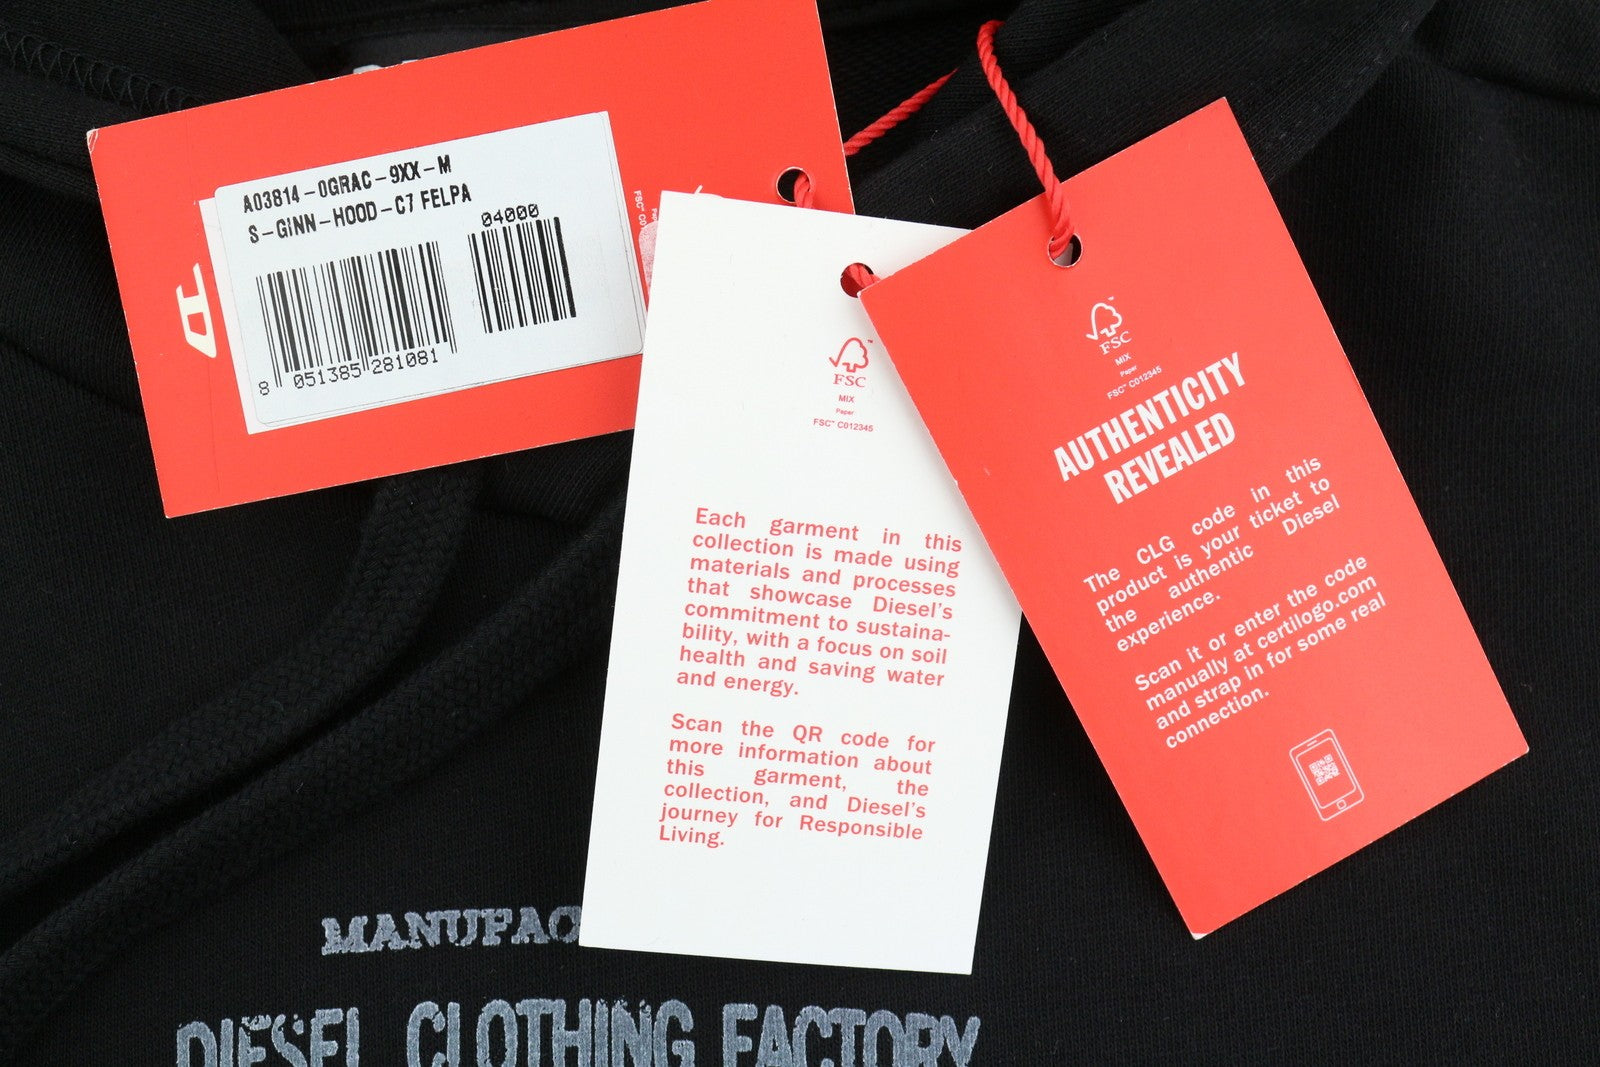 A03814-0GRAC-9XX-M
S-GINN-HOOD-C7 FELPA
04000
8 051385 281081
D
FSC
MIX
Paper
FSC™ C012345
Each garment in this
collection is made using
materials and processes
that showcase Diesel's
commitment to sustaina-
bility, with a focus on soil
health and saving water
and energy.
Scan the QR code for
more information about
this garment, the
collection, and Diesel's
journey for Responsible
Living.
FSC
MIX
Paper
FSC™ C012345
AUTHENTICITY
REVEALED
The CLG code in this
product is your ticket to
the authentic Diesel
experience.
Scan it or enter the code
manually at certilogo.com
and strap in for some real
connection.
MANUFAC
DIESEL CLOTHING FACTORY